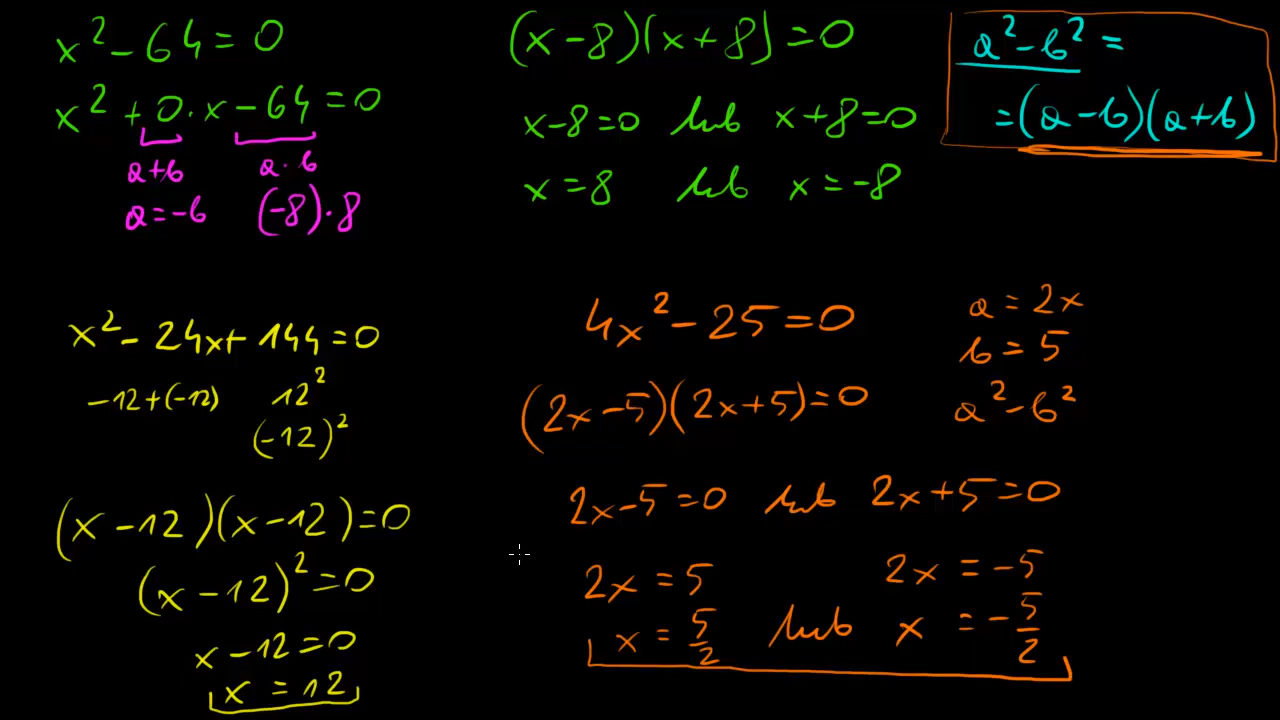 x² - 64 = 0
x² + 0 · x - 64 = 0
a+b a · b
a = -b (-8) · 8
(x - 8)(x + 8) = 0
x - 8 = 0 lub x + 8 = 0
x = 8 lub x = -8
a² - b² =
= (a - b)(a + b)
x² - 24x + 144 = 0
-12 + (-12) 12²
(-12)²
(x - 12)(x - 12) = 0
(x - 12)² = 0
x - 12 = 0
x = 12
4x² - 25 = 0
(2x - 5)(2x + 5) = 0
2x - 5 = 0 lub 2x + 5 = 0
2x = 5 2x = -5
x = 5/2 lub x = -5/2
a = 2x
b = 5
a² - b²